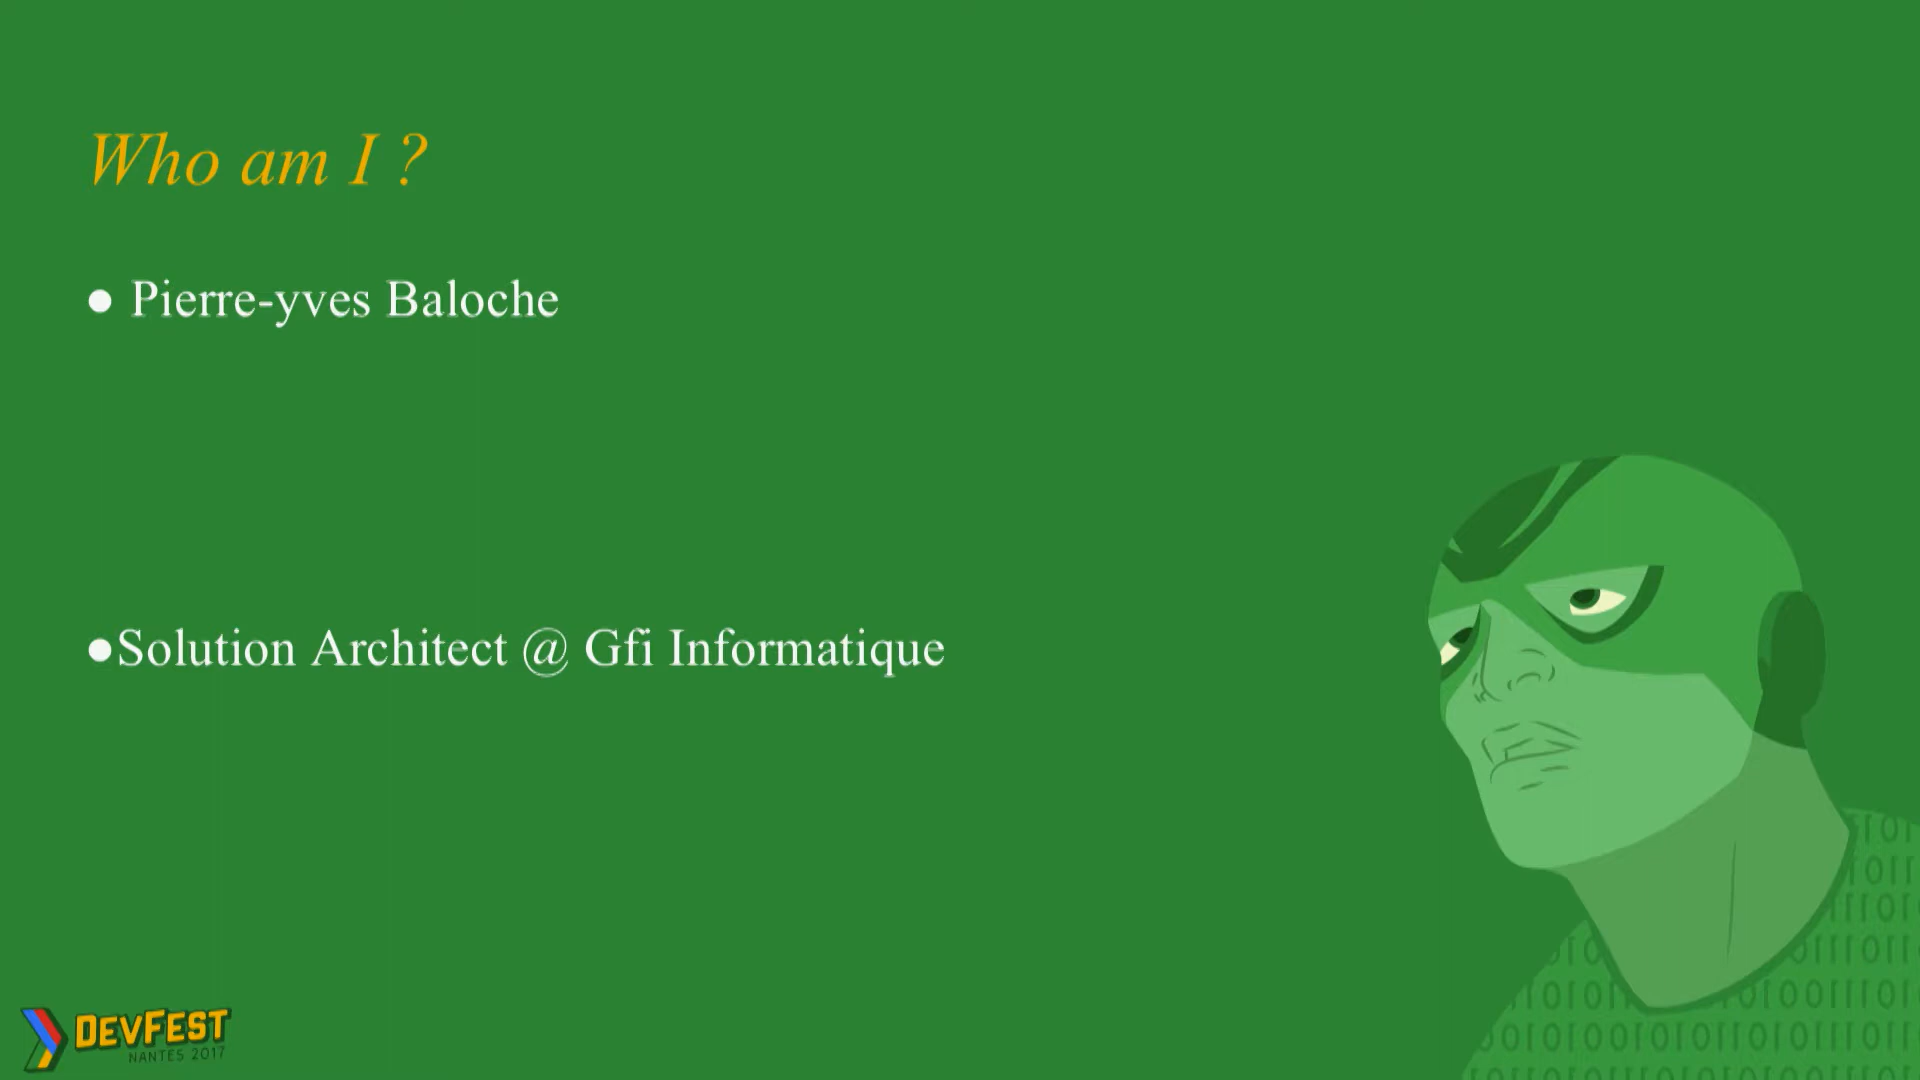 Who am I ?
● Pierre-yves Baloche
●Solution Architect @ Gfi Informatique
DEVFEST
NANTES 2017